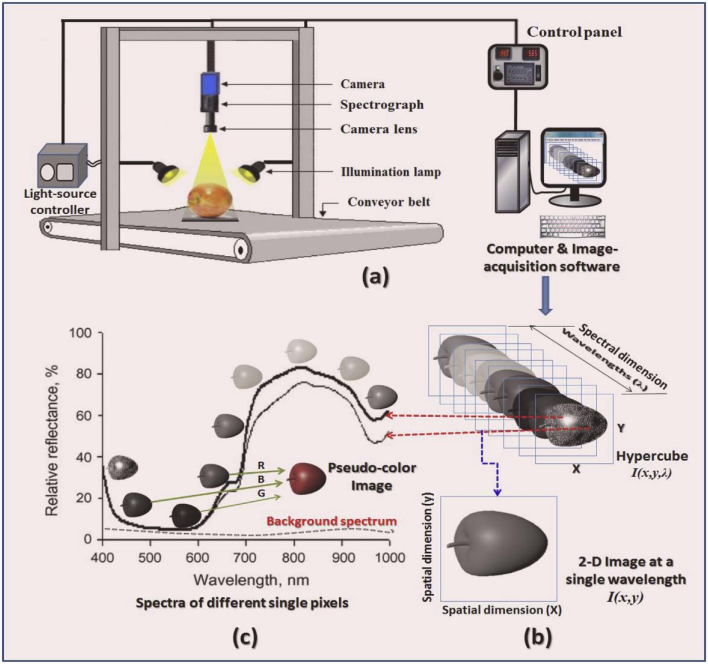 Control panel
Camera
Spectrograph
Camera lens
Illumination lamp
Conveyor belt
Light-source
controller
(a)
Computer & Image-
acquisition software
Spectral dimension
Wavelengths (λ)
Y
X
Hypercube
I(x,y,λ)
2-D Image at a
single wavelength
I(x,y)
Spatial dimension (y)
Spatial dimension (X)
(b)
Relative reflectance, %
100
80
60
40
20
0
400
500
600
700
800
900
1000
R
B
G
Pseudo-color
Image
Background spectrum
Wavelength, nm
Spectra of different single pixels
(c)